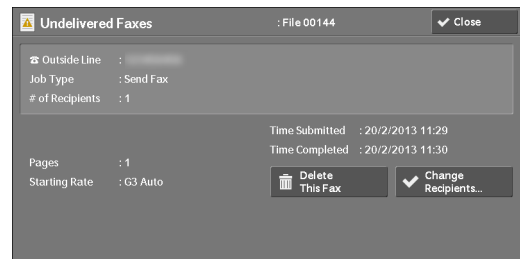 Undelivered Faxes : File 00144 Close
Outside Line :
Job Type : Send Fax
# of Recipients : 1
Time Submitted : 20/2/2013 11:29
Time Completed : 20/2/2013 11:30
Pages : 1
Starting Rate : G3 Auto
Delete
This Fax
Change
Recipients...